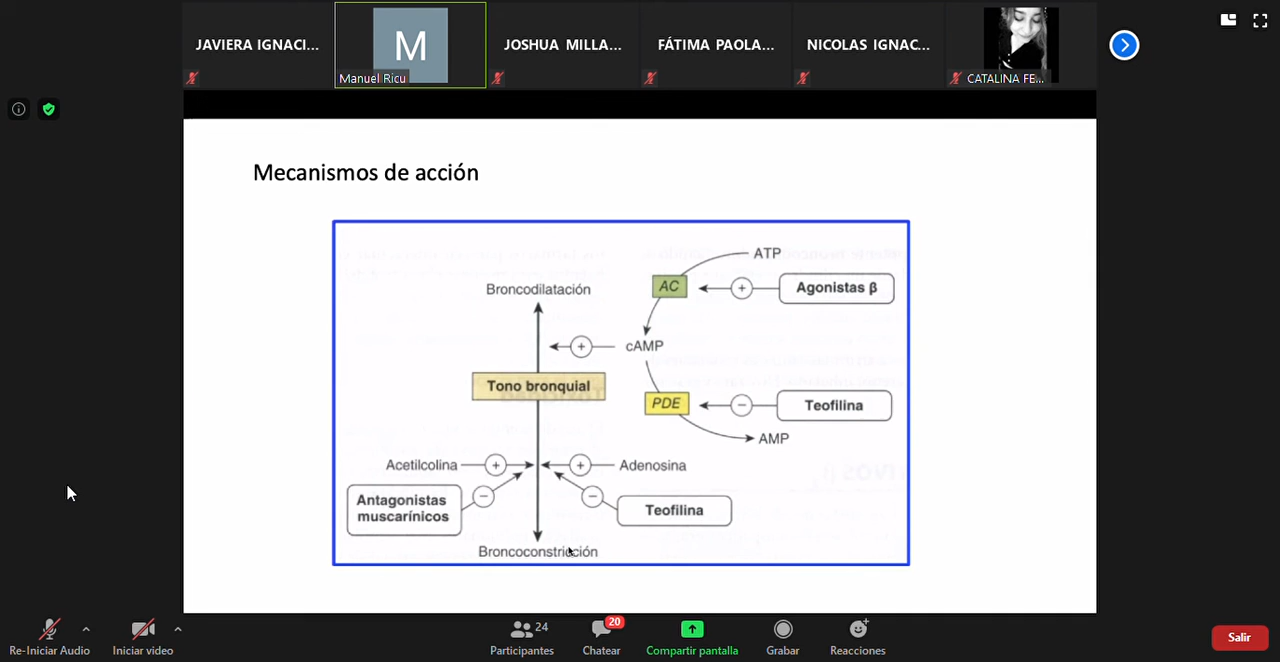 JAVIERA IGNACI...
M
Manuel Ricu
JOSHUA MILLA...
FÁTIMA PAOLA...
NICOLAS IGNAC...
CATALINA FE...
Mecanismos de acción
ATP
AC
+
Agonistas β
Broncodilatación
+
cAMP
Tono bronquial
PDE
−
Teofilina
AMP
Acetilcolina
+
+
Adenosina
Antagonistas
muscarínicos
−
−
Teofilina
Broncoconstricción
Re-Iniciar Audio
Iniciar video
24
Participantes
20
Chatear
Compartir pantalla
Grabar
Reacciones
Salir